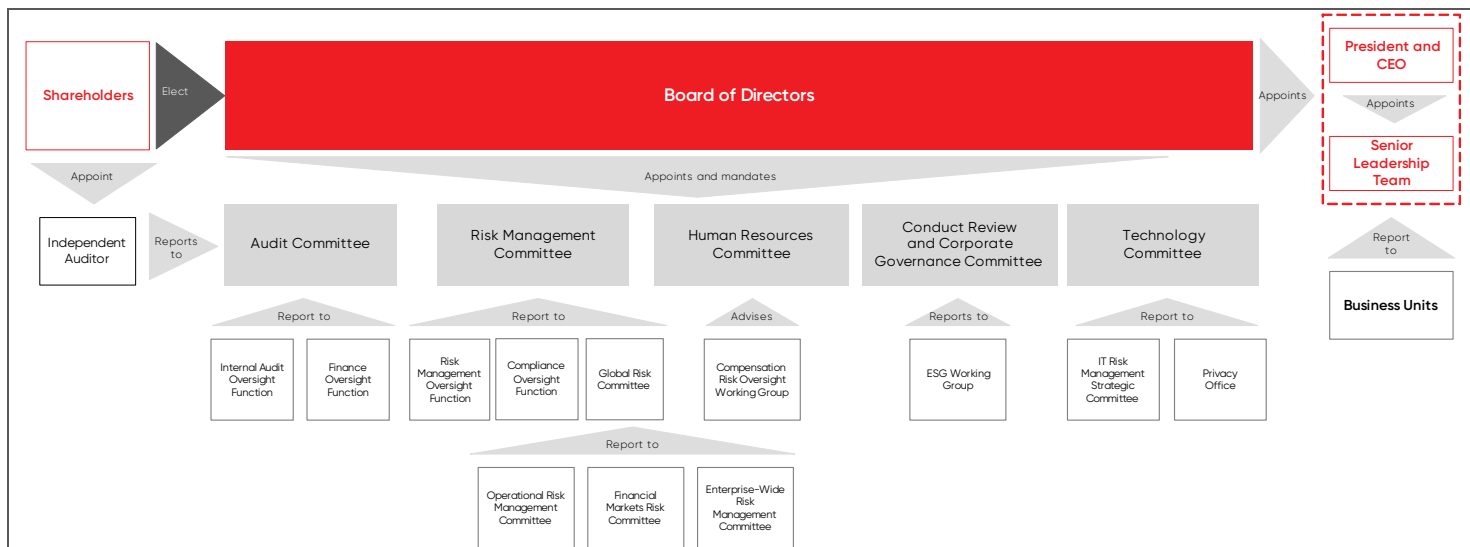 Shareholders
Elect
Board of Directors
Appoints
President and
CEO
Appoints
Senior
Leadership
Team
Appoint
Appoints and mandates
Independent
Auditor
Reports
to
Audit Committee
Risk Management
Committee
Human Resources
Committee
Conduct Review
and Corporate
Governance Committee
Technology
Committee
Report
to
Business Units
Report to
Report to
Advises
Reports to
Report to
Internal Audit
Oversight
Function
Finance
Oversight
Function
Risk
Management
Oversight
Function
Compliance
Oversight
Function
Global Risk
Committee
Compensation
Risk Oversight
Working Group
ESG Working
Group
IT Risk
Management
Strategic
Committee
Privacy
Office
Report to
Operational Risk
Management
Committee
Financial
Markets Risk
Committee
Enterprise-Wide
Risk
Management
Committee